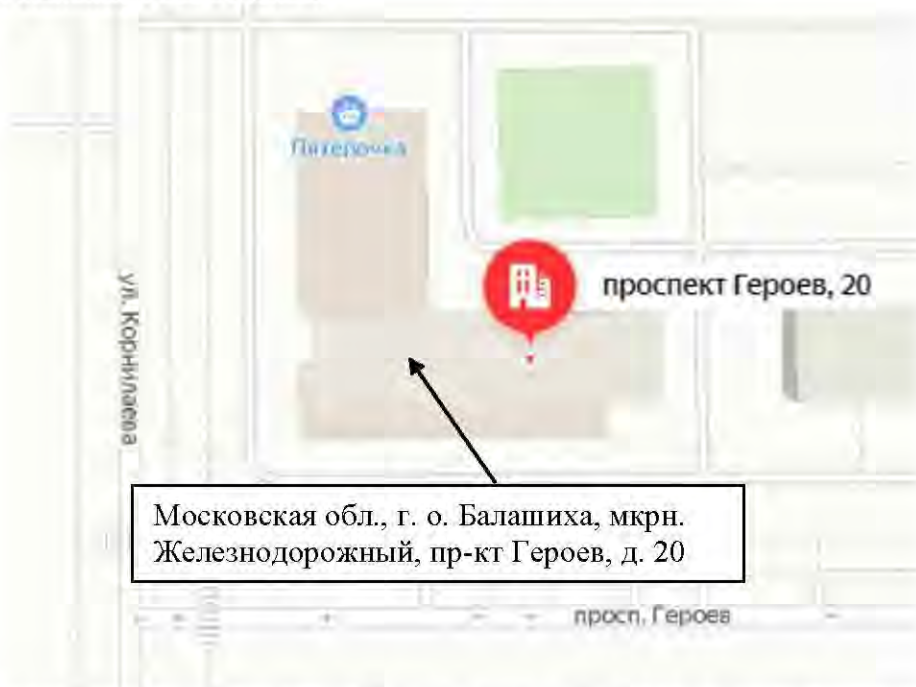 Пятерочка
проспект Героев, 20
ул. Корнилаева
Московская обл., г. о. Балашиха, мкрн.
Железнодорожный, пр-кт Героев, д. 20
просп. Героев